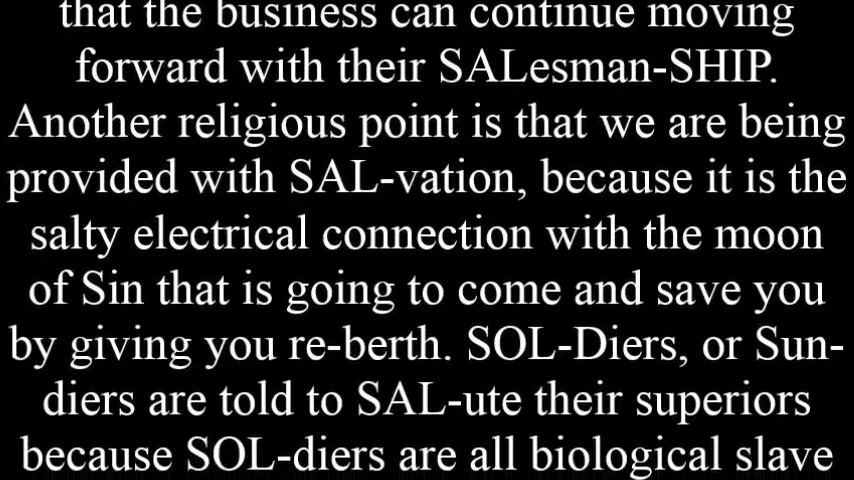 that the business can continue moving
forward with their SALesman-SHIP.
Another religious point is that we are being
provided with SAL-vation, because it is the
salty electrical connection with the moon
of Sin that is going to come and save you
by giving you re-berth. SOL-Diers, or Sun-
diers are told to SAL-ute their superiors
because SOL-diers are all biological slave